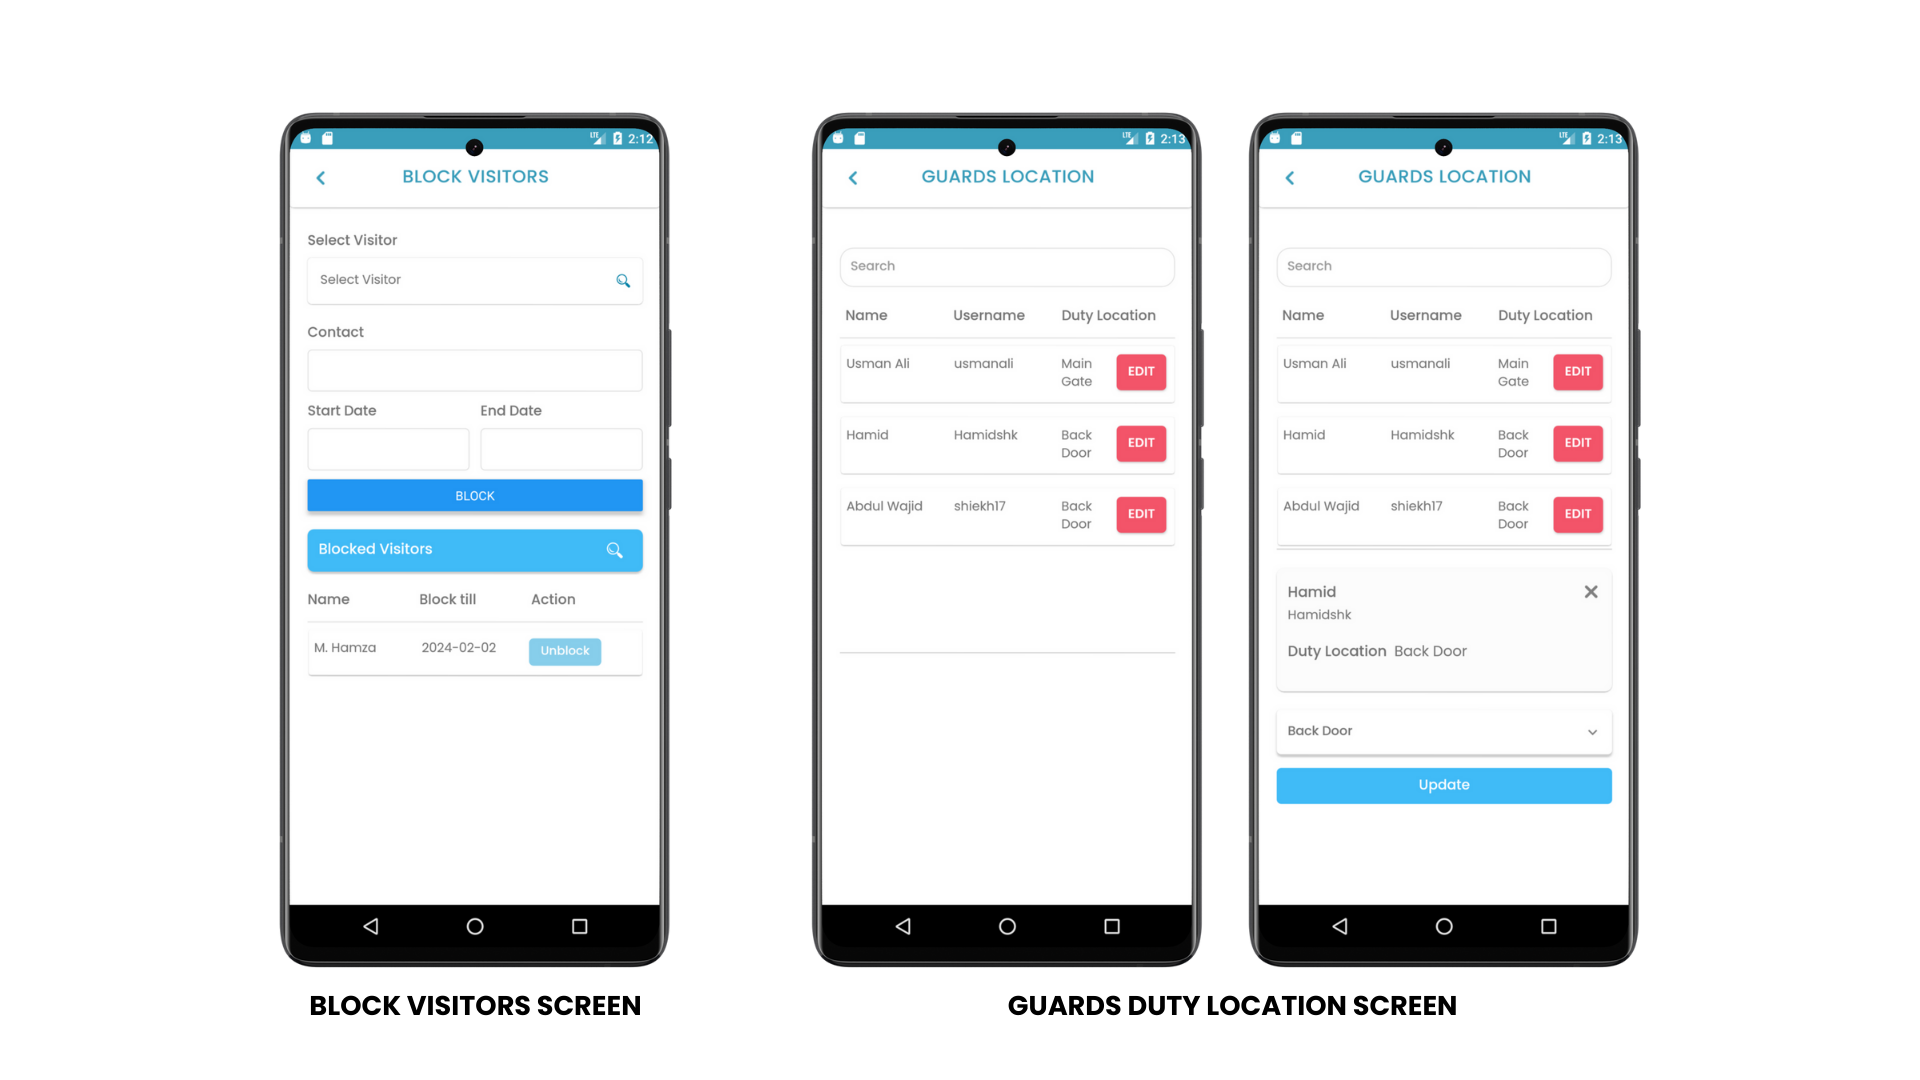 LTE 2:12
BLOCK VISITORS
Select Visitor
Select Visitor
Contact
Start Date End Date
BLOCK
Blocked Visitors
Name Block till Action
M. Hamza 2024-02-02 Unblock
BLOCK VISITORS SCREEN
LTE 2:13
GUARDS LOCATION
Search
Name Username Duty Location
Usman Ali usmanali Main Gate EDIT
Hamid Hamidshk Back Door EDIT
Abdul Wajid shiekh17 Back Door EDIT
LTE 2:13
GUARDS LOCATION
Search
Name Username Duty Location
Usman Ali usmanali Main Gate EDIT
Hamid Hamidshk Back Door EDIT
Abdul Wajid shiekh17 Back Door EDIT
Hamid
Hamidshk
Duty Location Back Door
Back Door
Update
GUARDS DUTY LOCATION SCREEN